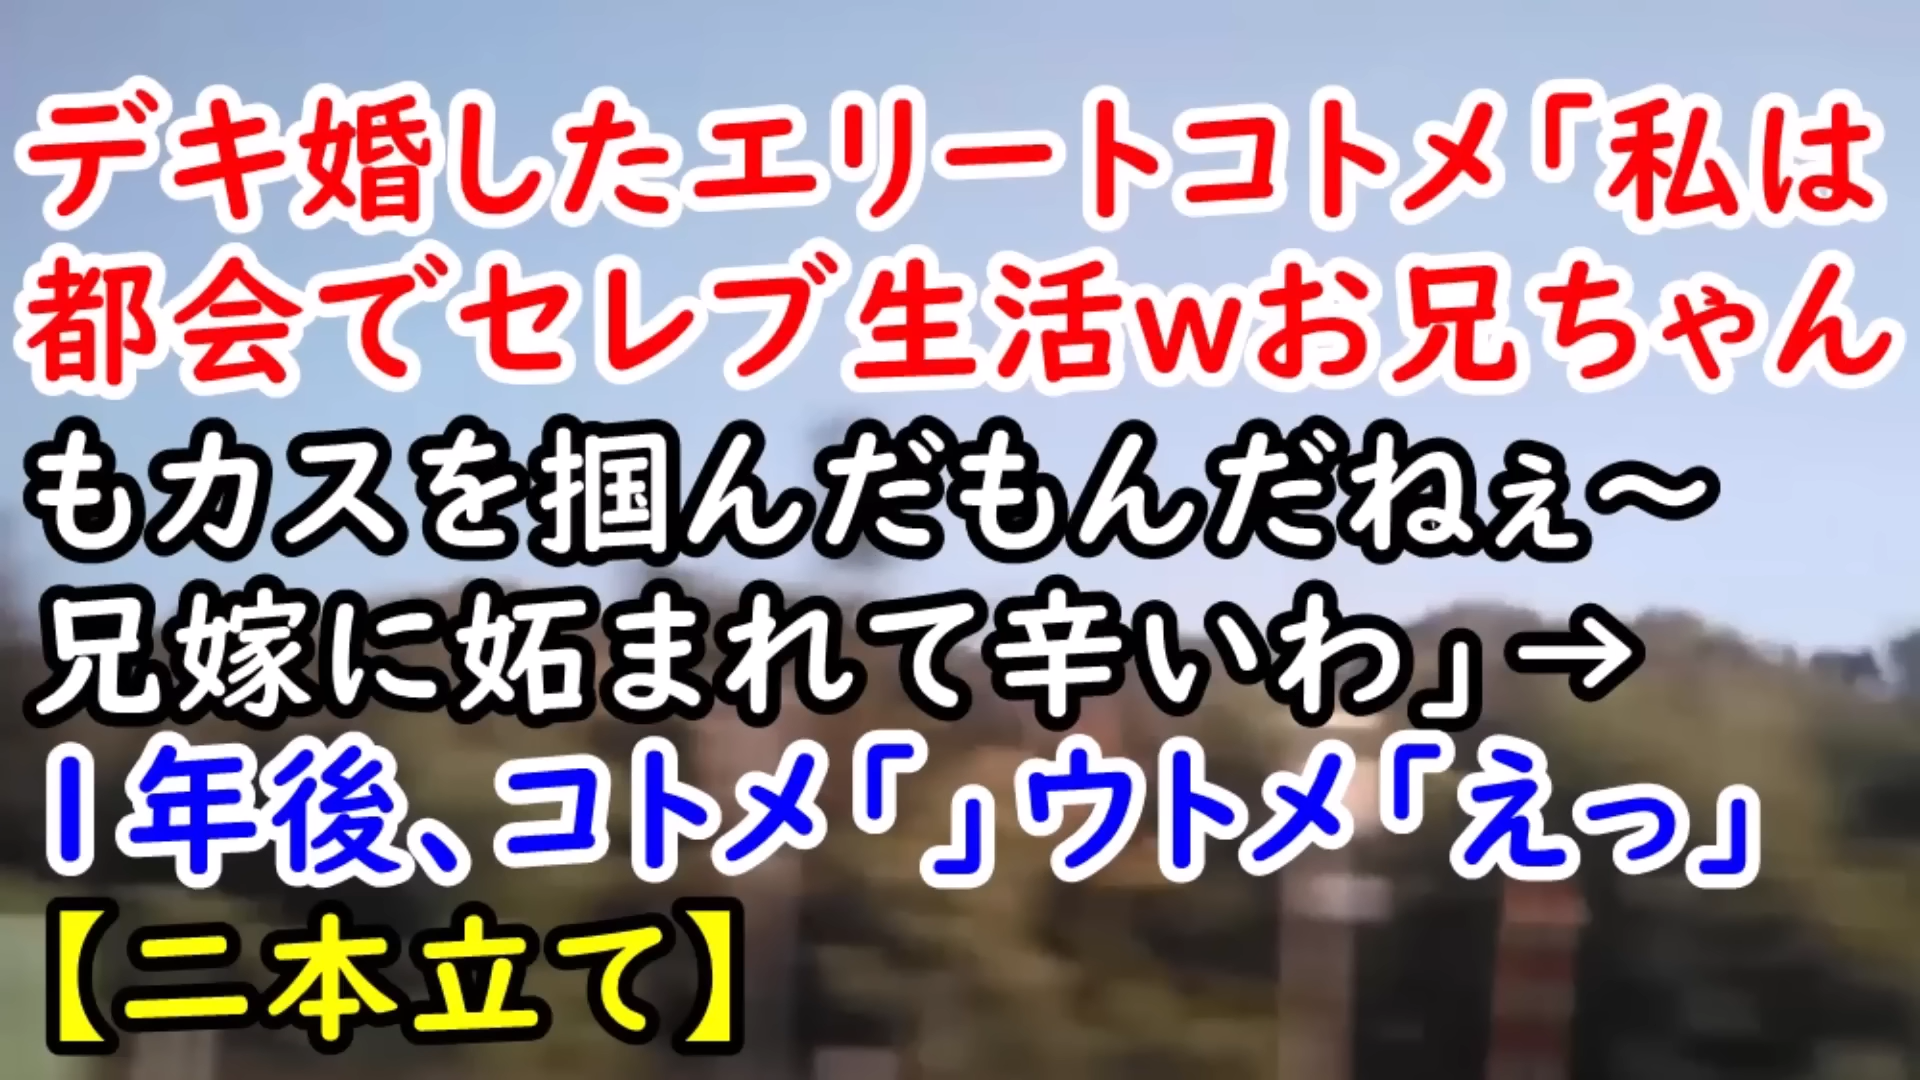 デキ婚したエリートコトメ「私は
都会でセレブ生活wお兄ちゃん
もカスを掴んだもんだねぇ～
兄嫁に妬まれて辛いわ」→
1年後、コトメ「」ウトメ「えっ」
【二本立て】